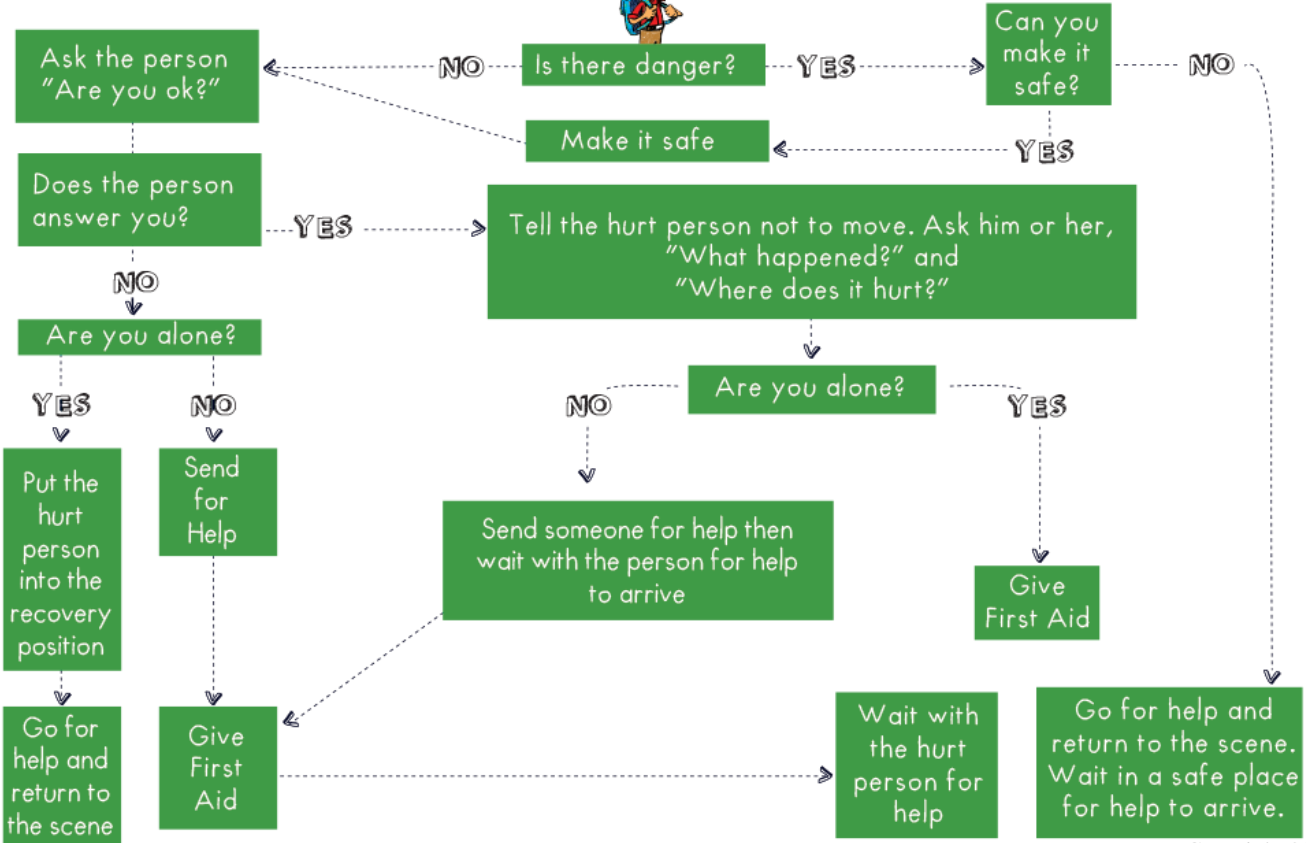 Is there danger?
NO
YES
Can you
make it
safe?
NO
YES
Make it safe
Ask the person
"Are you ok?"
Does the person
answer you?
YES
Tell the hurt person not to move. Ask him or her,
"What happened?" and
"Where does it hurt?"
NO
Are you alone?
YES
NO
Put the
hurt
person
into the
recovery
position
Go for
help and
return to
the scene
Send
for
Help
Give
First
Aid
Are you alone?
NO
YES
Send someone for help then
wait with the person for help
to arrive
Give
First Aid
Wait with
the hurt
person for
help
Go for help and
return to the scene.
Wait in a safe place
for help to arrive.